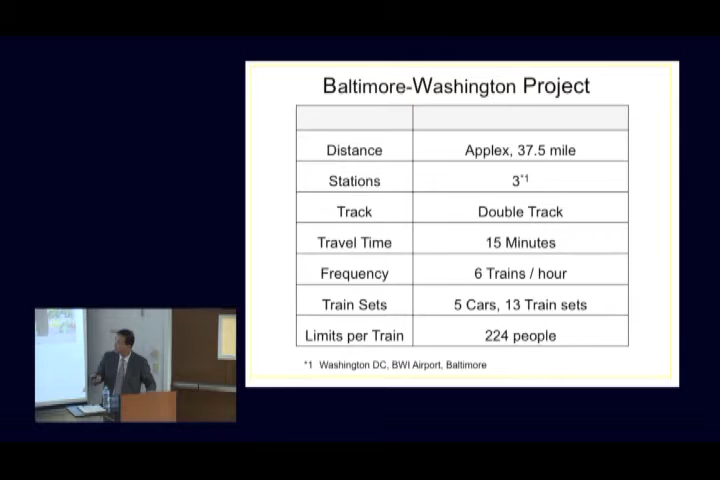 Baltimore-Washington Project
Distance Applex, 37.5 mile
Stations 3*1
Track Double Track
Travel Time 15 Minutes
Frequency 6 Trains / hour
Train Sets 5 Cars, 13 Train sets
Limits per Train 224 people
*1 Washington DC, BWI Airport, Baltimore